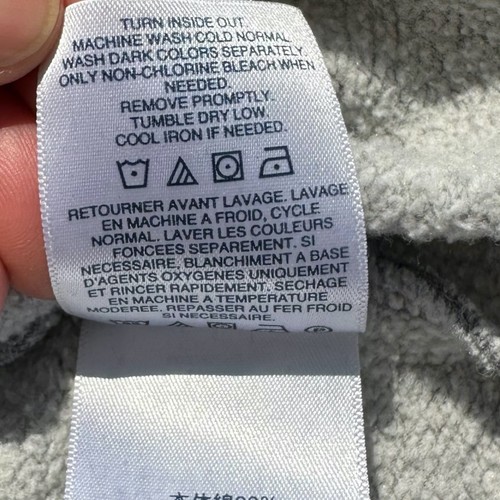 TURN INSIDE OUT.
MACHINE WASH COLD NORMAL.
WASH DARK COLORS SEPARATELY.
ONLY NON-CHLORINE BLEACH WHEN
NEEDED.
REMOVE PROMPTLY.
TUMBLE DRY LOW.
COOL IRON IF NEEDED.
RETOURNER AVANT LAVAGE. LAVAGE
EN MACHINE A FROID, CYCLE
NORMAL. LAVER LES COULEURS
FONCEES SEPAREMENT. SI
NECESSAIRE, BLANCHIMENT A BASE
D'AGENTS OXYGENES UNIQUEMENT
ET RINCER RAPIDEMENT. SECHAGE
EN MACHINE A TEMPERATURE
MODEREE. REPASSER AU FER FROID
SI NECESSAIRE.